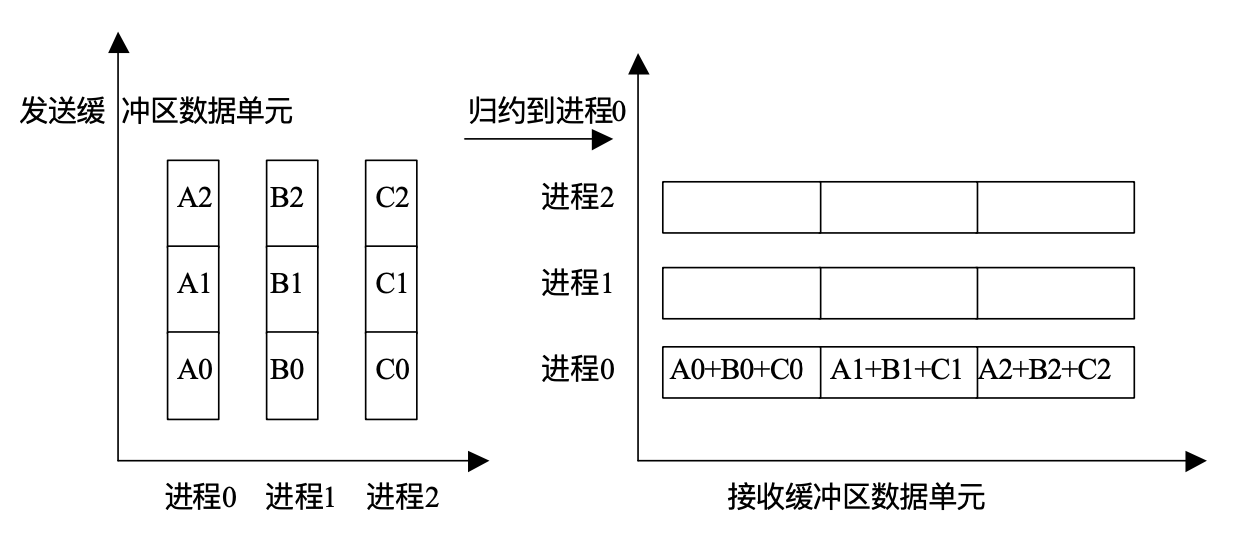 发送缓冲区数据单元
归约到进程0
A2 B2 C2
A1 B1 C1
A0 B0 C0
进程0 进程1 进程2
进程2
进程1
进程0 A0+B0+C0 A1+B1+C1 A2+B2+C2
接收缓冲区数据单元